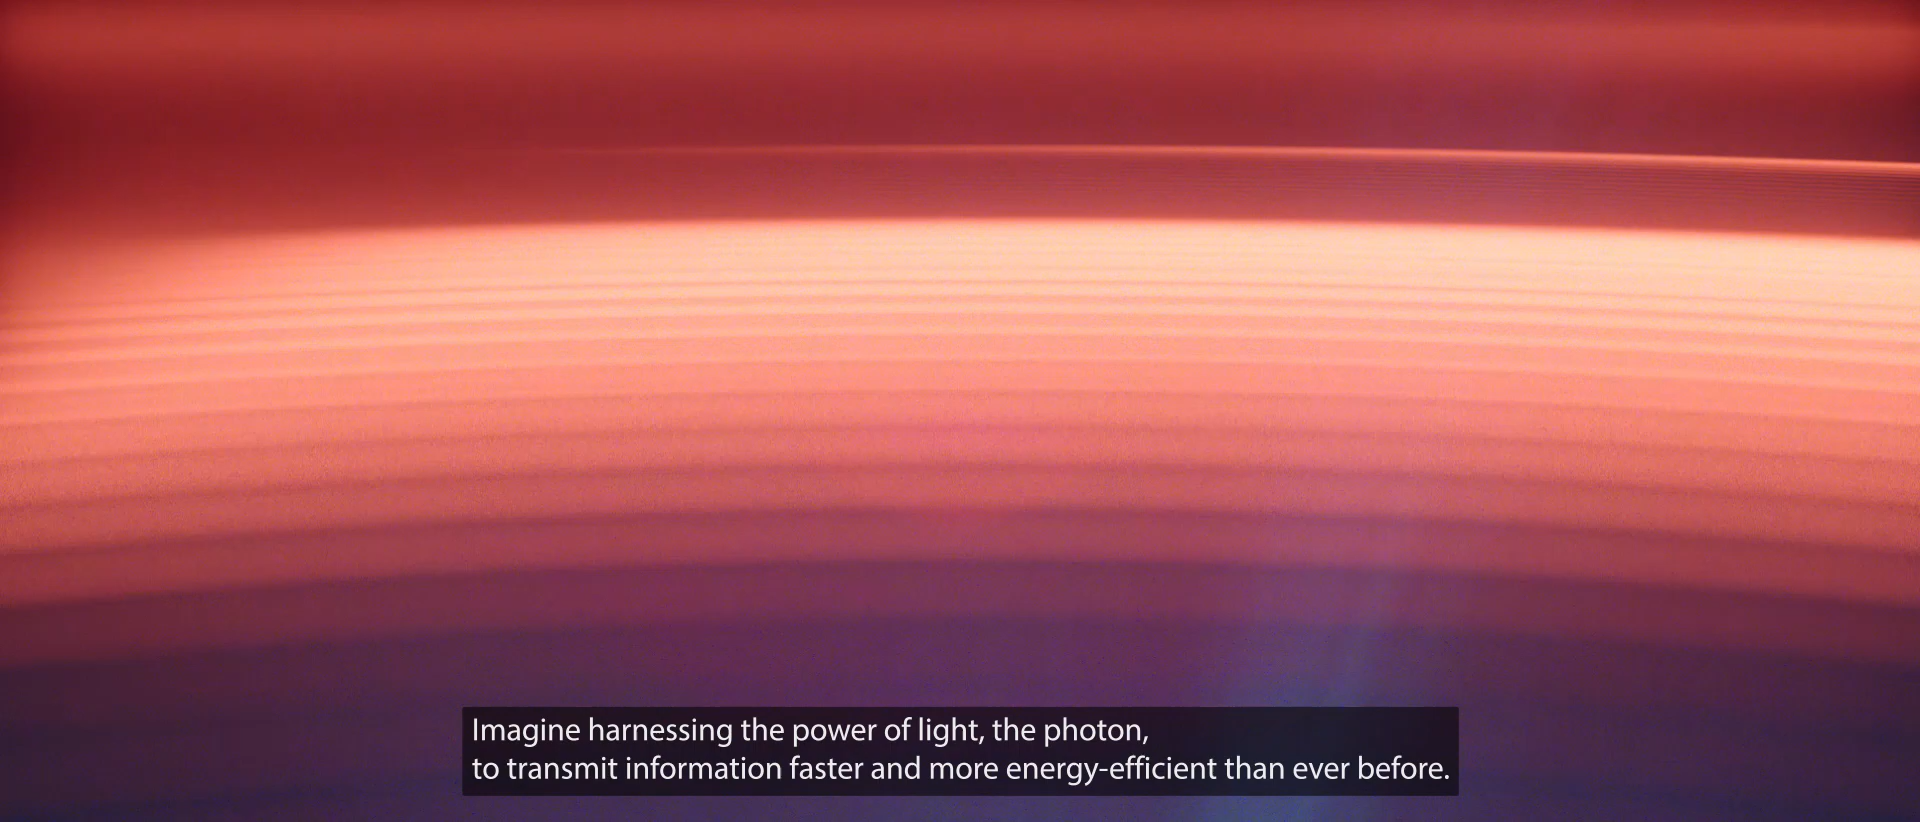 Imagine harnessing the power of light, the photon,
to transmit information faster and more energy-efficient than ever before.